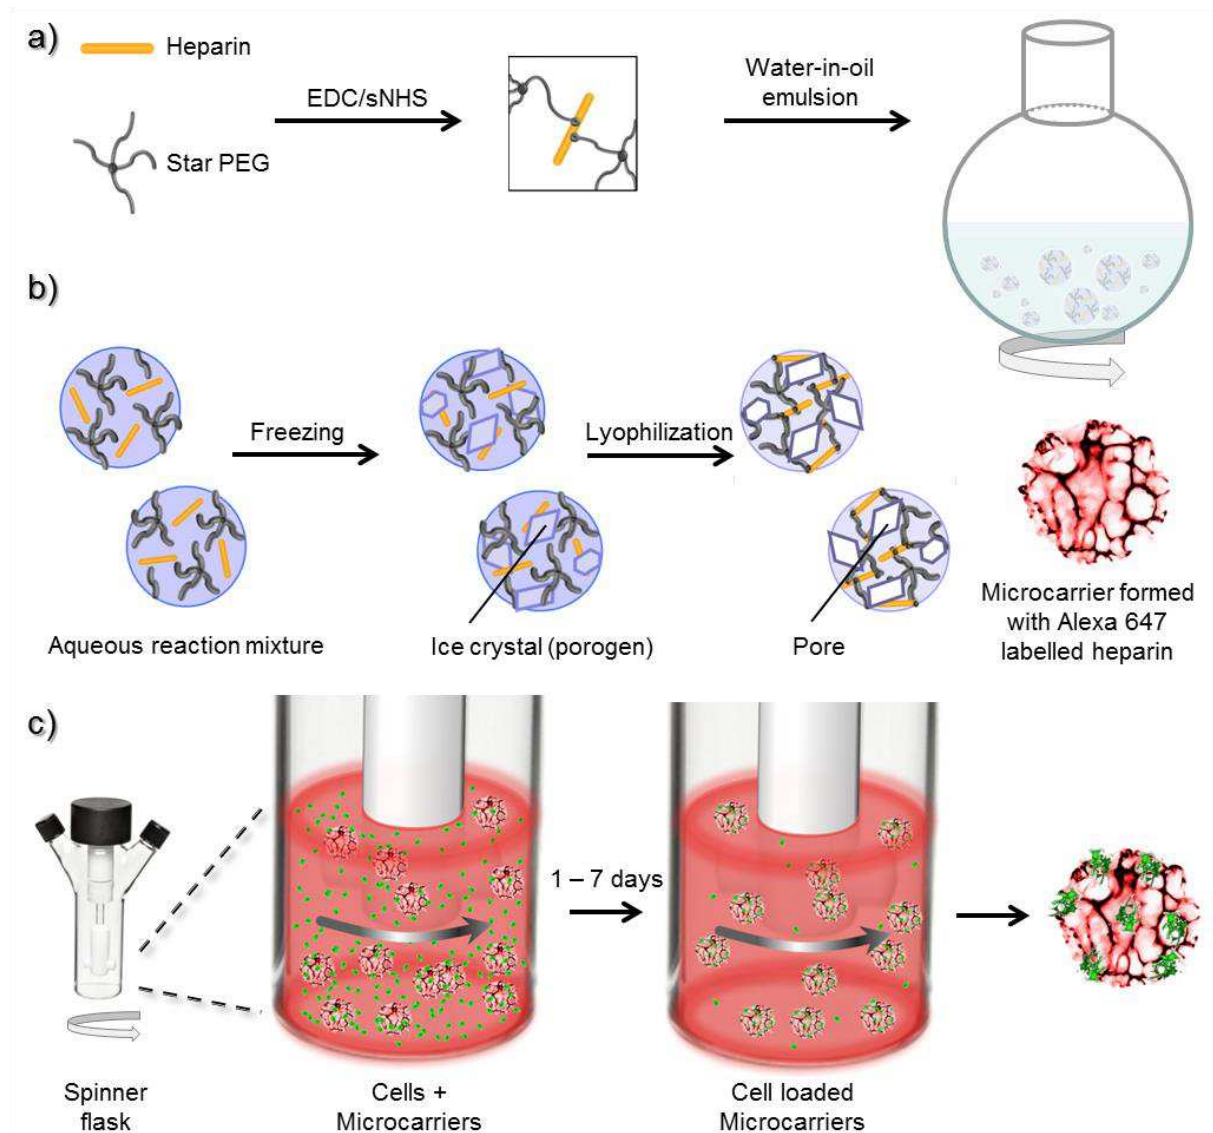 a)
Heparin
Star PEG
EDC/sNHS
Water-in-oil
emulsion
b)
Freezing
Lyophilization
Aqueous reaction mixture
Ice crystal (porogen)
Pore
Microcarrier formed
with Alexa 647
labelled heparin
c)
1 – 7 days
Spinner
flask
Cells +
Microcarriers
Cell loaded
Microcarriers